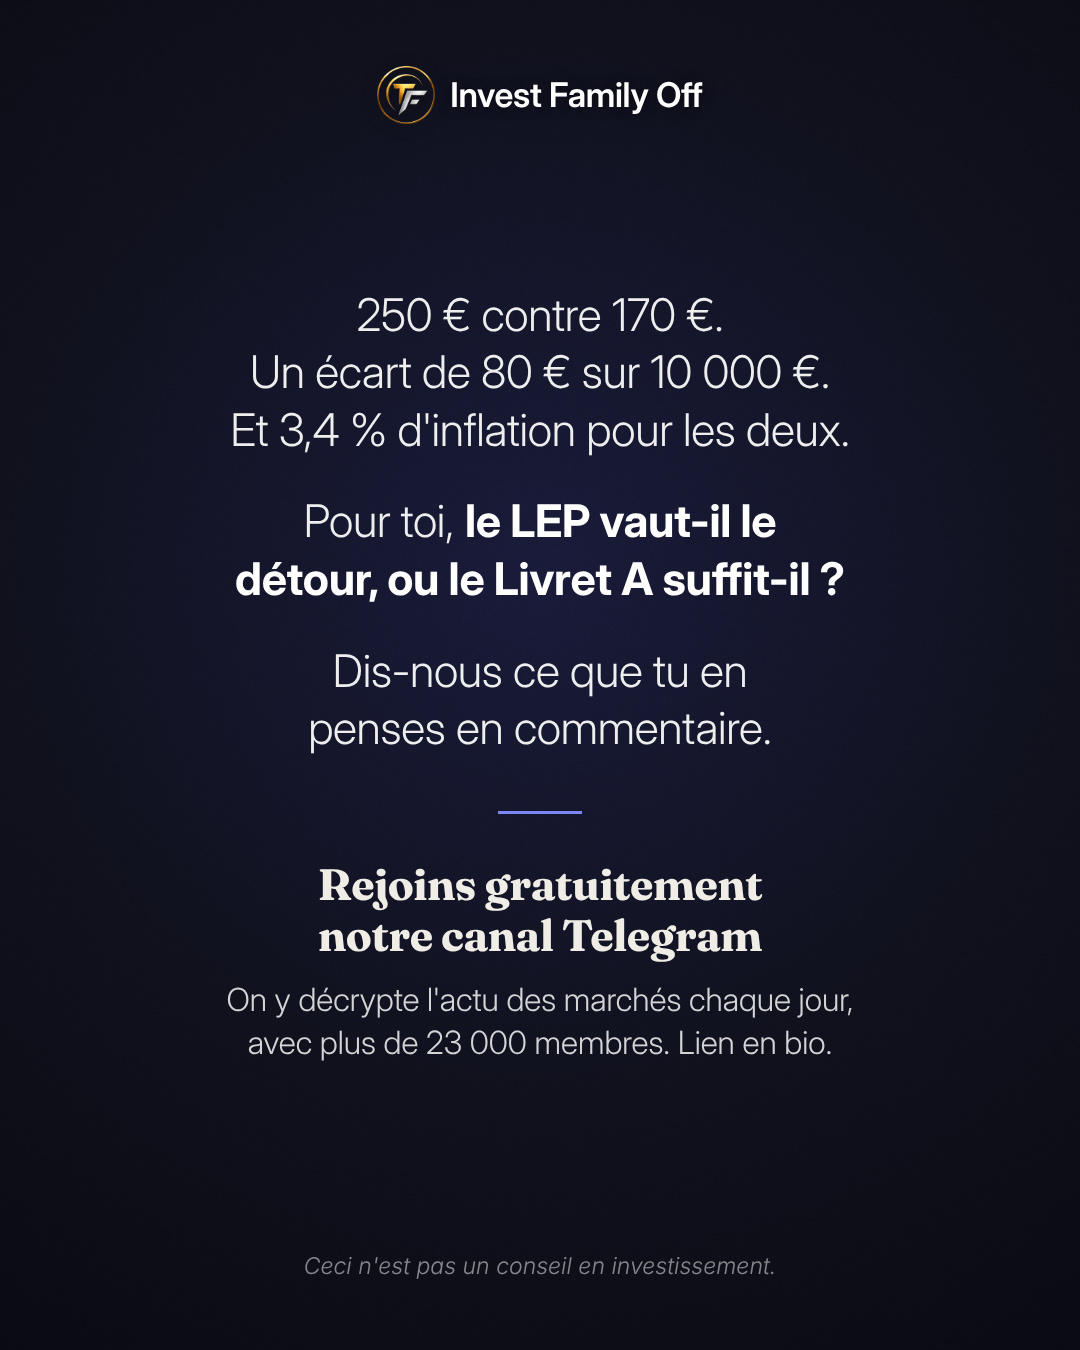 TF Invest Family Off
250 € contre 170 €.
Un écart de 80 € sur 10 000 €.
Et 3,4 % d'inflation pour les deux.
Pour toi, le LEP vaut-il le
détour, ou le Livret A suffit-il ?
Dis-nous ce que tu en
penses en commentaire.
Rejoins gratuitement
notre canal Telegram
On y décrypte l'actu des marchés chaque jour,
avec plus de 23 000 membres. Lien en bio.
Ceci n'est pas un conseil en investissement.